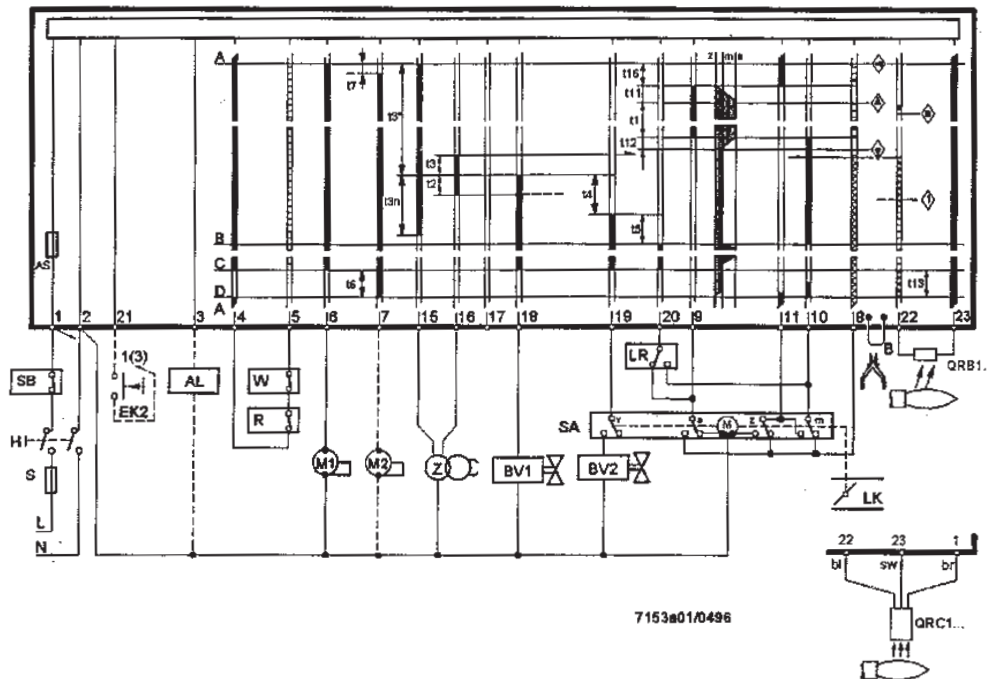 z m a
A
t7
t3*
t16
t11
t1
t12
t3
t2
t3n
t4
t5
B
AS
C
t6
t13
D
A
1 2 21 3 4 5 6 7 15 16 17 18 19 20 9 11 10 8 22 23
B
QRB1..
1(3)
SB
EK2
AL
W
R
LR
H
SA
v a M z m
S
M1
M2
Z
BV1
BV2
LK
L
N
22 23 1
bl sw br
7153a01/0496
QRC1...